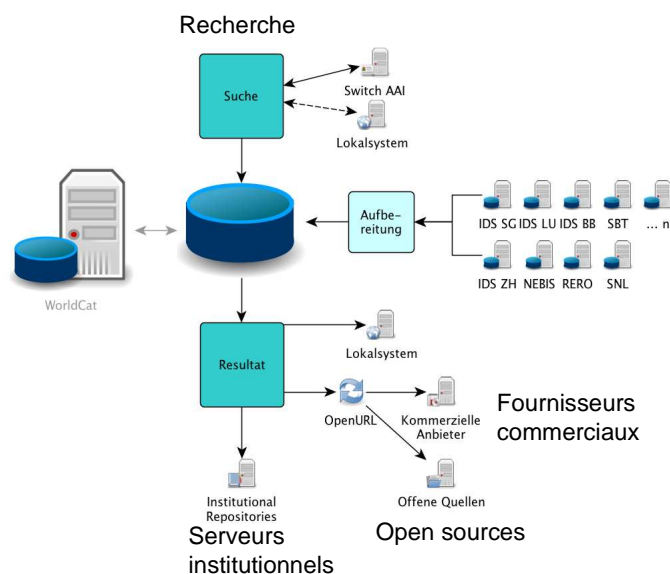 Recherche
Suche
Switch AAI
Lokalsystem
Aufbe-
reitung
IDS SG IDS LU IDS BB SBT ... n
IDS ZH NEBIS RERO SNL
WorldCat
Lokalsystem
Resultat
OpenURL
Kommerzielle
Anbieter
Fournisseurs
commerciaux
Institutional
Repositories
Offene Quellen
Serveurs
institutionnels
Open sources